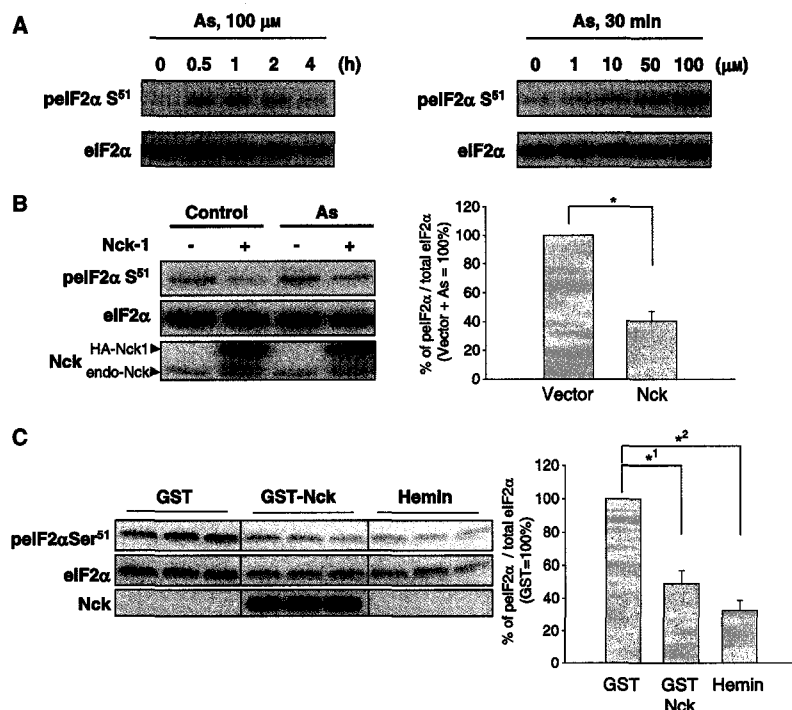 A
As, 100 µM
0 0.5 1 2 4 (h)
peIF2α S51
eIF2α
As, 30 min
0 1 10 50 100 (µM)
peIF2α S51
eIF2α
B
Control As
Nck-1 - + - +
peIF2α S51
eIF2α
Nck
HA-Nck1
endo-Nck
% of peIF2α / total eIF2α
(Vector + As = 100%)
120
100
80
60
40
20
0
*
Vector Nck
C
GST GST-Nck Hemin
peIF2αSer51
eIF2α
Nck
% of peIF2α / total eIF2α
(GST=100%)
120
100
80
60
40
20
0
*1
*2
GST GST Hemin
Nck